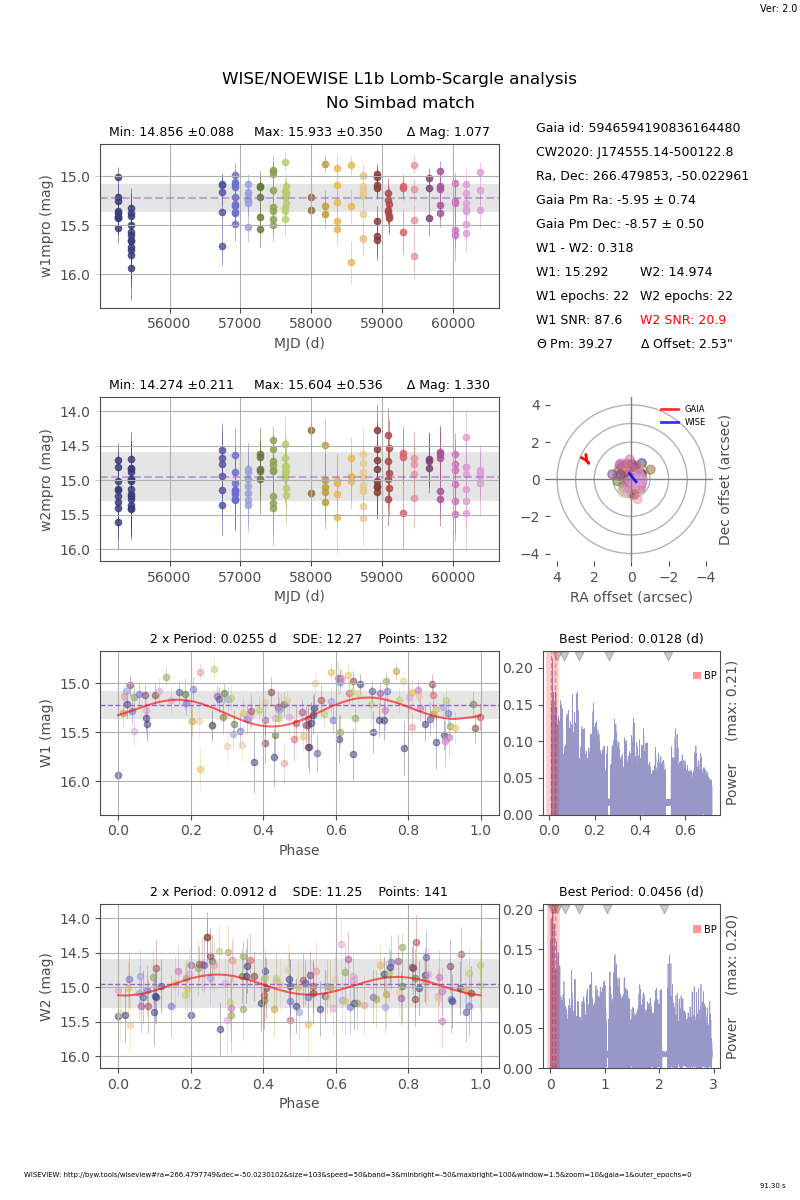 Ver: 2.0
WISE/NOEWISE L1b Lomb-Scargle analysis
No Simbad match
Min: 14.856 ±0.088 Max: 15.933 ±0.350 Δ Mag: 1.077
15.0
15.5
16.0
w1mpro (mag)
56000 57000 58000 59000 60000
MJD (d)
Gaia id: 5946594190836164480
CW2020: J174555.14-500122.8
Ra, Dec: 266.479853, -50.022961
Gaia Pm Ra: -5.95 ± 0.74
Gaia Pm Dec: -8.57 ± 0.50
W1 - W2: 0.318
W1: 15.292 W2: 14.974
W1 epochs: 22 W2 epochs: 22
W1 SNR: 87.6 W2 SNR: 20.9
Θ Pm: 39.27 Δ Offset: 2.53"
Min: 14.274 ±0.211 Max: 15.604 ±0.536 Δ Mag: 1.330
14.0
14.5
15.0
15.5
16.0
w2mpro (mag)
56000 57000 58000 59000 60000
MJD (d)
GAIA
WISE
4
2
0
−2
−4
4 2 0 −2 −4
RA offset (arcsec)
Dec offset (arcsec)
2 x Period: 0.0255 d SDE: 12.27 Points: 132
15.0
15.5
16.0
W1 (mag)
0.0 0.2 0.4 0.6 0.8 1.0
Phase
Best Period: 0.0128 (d)
BP
0.20
0.15
0.10
0.05
0.00
0.0 0.2 0.4 0.6
Power (max: 0.21)
2 x Period: 0.0912 d SDE: 11.25 Points: 141
14.0
14.5
15.0
15.5
16.0
W2 (mag)
0.0 0.2 0.4 0.6 0.8 1.0
Phase
Best Period: 0.0456 (d)
BP
0.20
0.15
0.10
0.05
0.00
0 1 2 3
Power (max: 0.20)
WISEVIEW: http://byw.tools/wiseview#ra=266.4797749&dec=-50.0230102&size=103&speed=50&band=3&minbright=-50&maxbright=100&window=1.5&zoom=10&gaia=1&outer_epochs=0
91.30 s